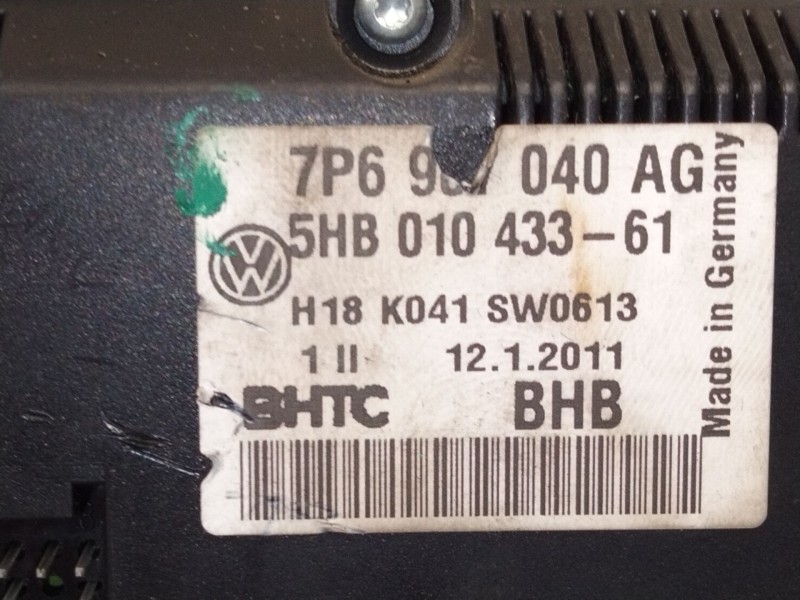 7P6 040 AG
5HB 010 433-61
H18 K041 SW0613
1 II 12.1.2011
BHTC BHB
Made in Germany